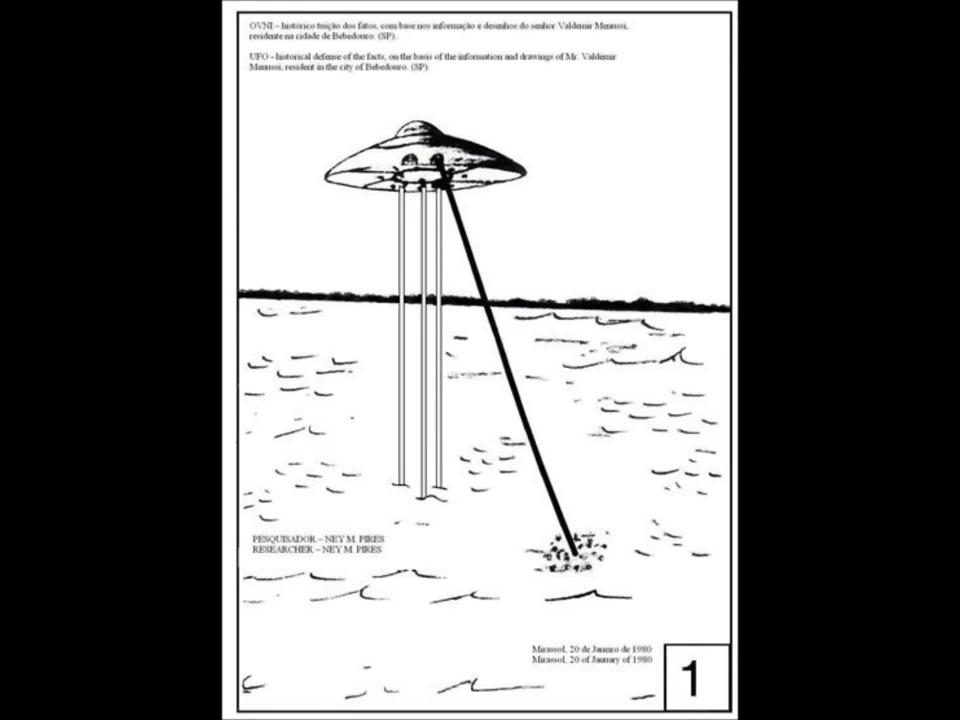 OVNI – histórico tuição dos fatos, com base nos informação e desenhos do senhor Valdemir Menussi,
residente na cidade de Bebedouro. (SP).
UFO - historical defense of the facts, on the basis of the information and drawings of Mr. Valdemir
Menussi, resident in the city of Bebedouro. (SP)
PESQUISADOR – NEY M. PIRES
RESEARCHER – NEY M. PIRES
Mirassol, 20 de Janeiro de 1980
Mirassol, 20 of January of 1980
1